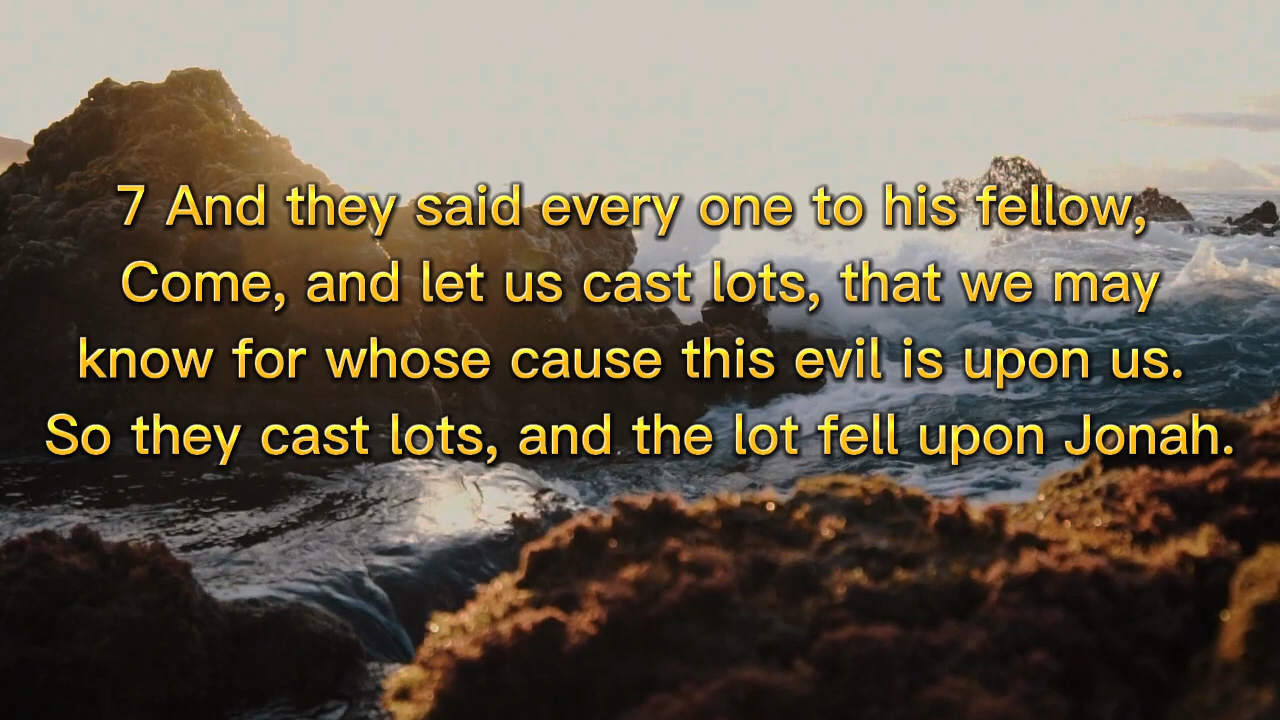 7 And they said every one to his fellow,
Come, and let us cast lots, that we may
know for whose cause this evil is upon us.
So they cast lots, and the lot fell upon Jonah.